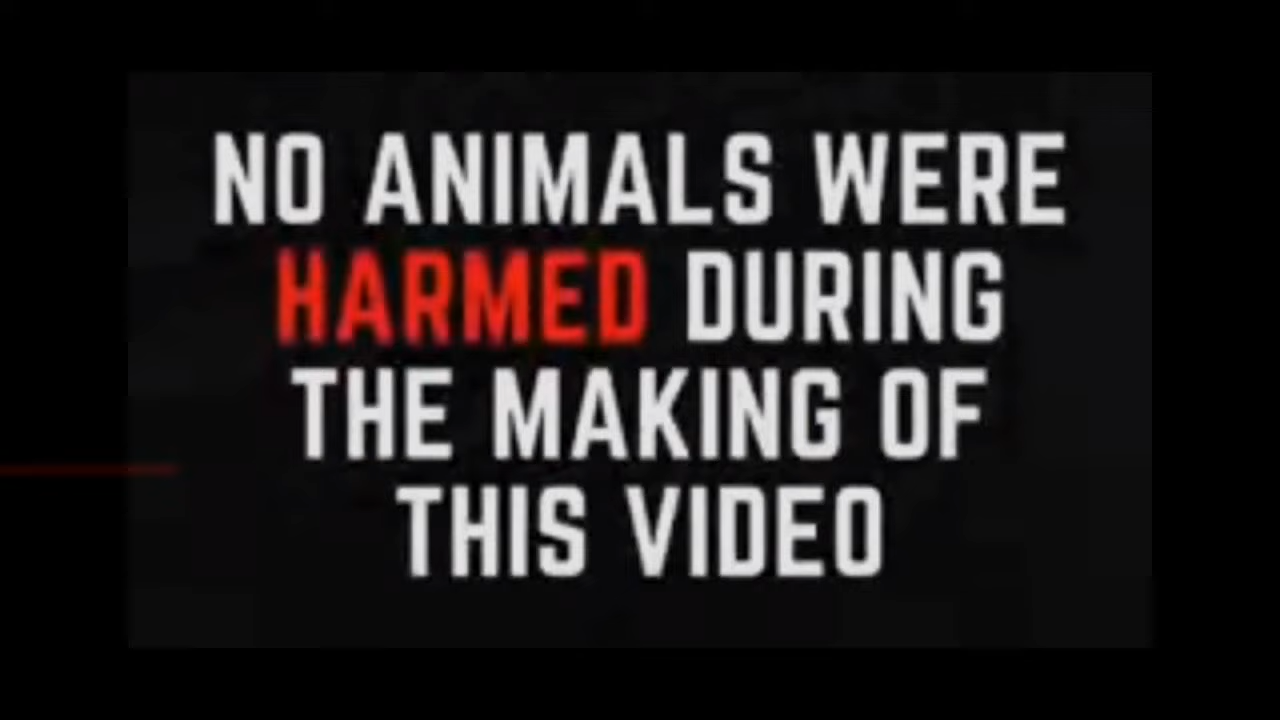 NO ANIMALS WERE
HARMED DURING
THE MAKING OF
THIS VIDEO